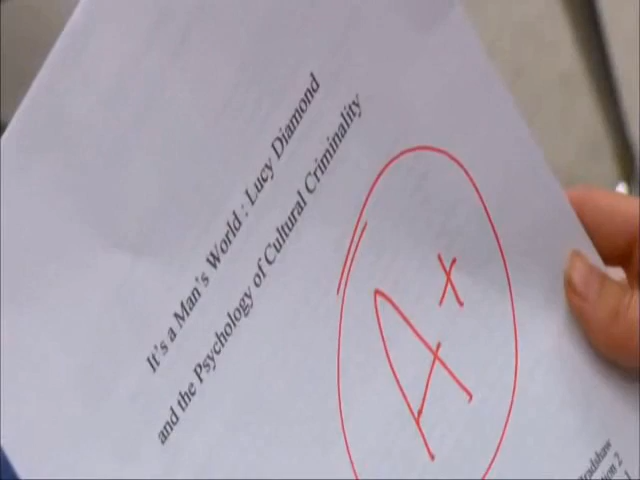 It's a Man's World : Lucy Diamond
and the Psychology of Cultural Criminality
A+